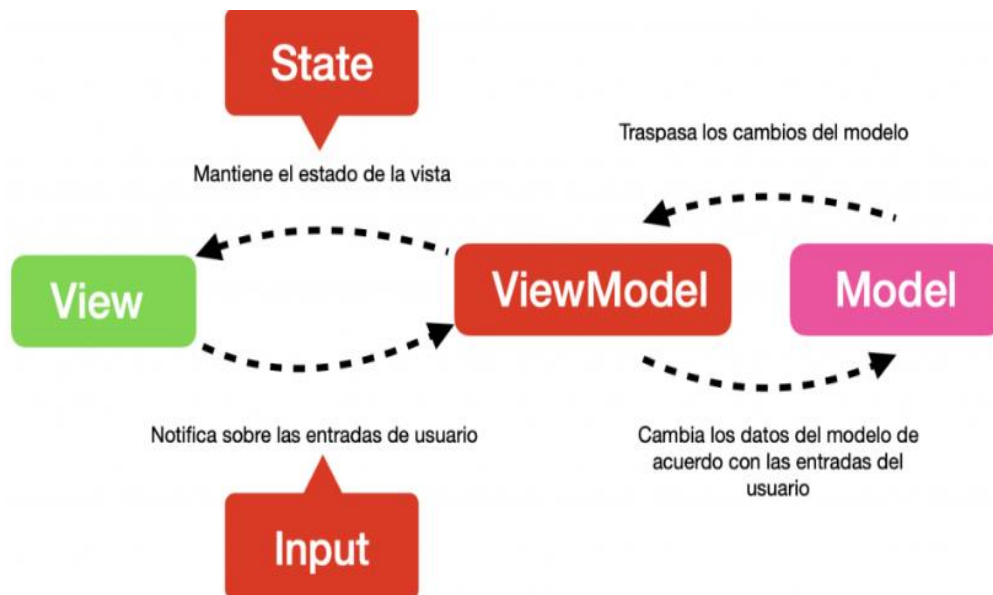 State
Traspasa los cambios del modelo
Mantiene el estado de la vista
View
ViewModel
Model
Notifica sobre las entradas de usuario
Cambia los datos del modelo de
acuerdo con las entradas del
usuario
Input